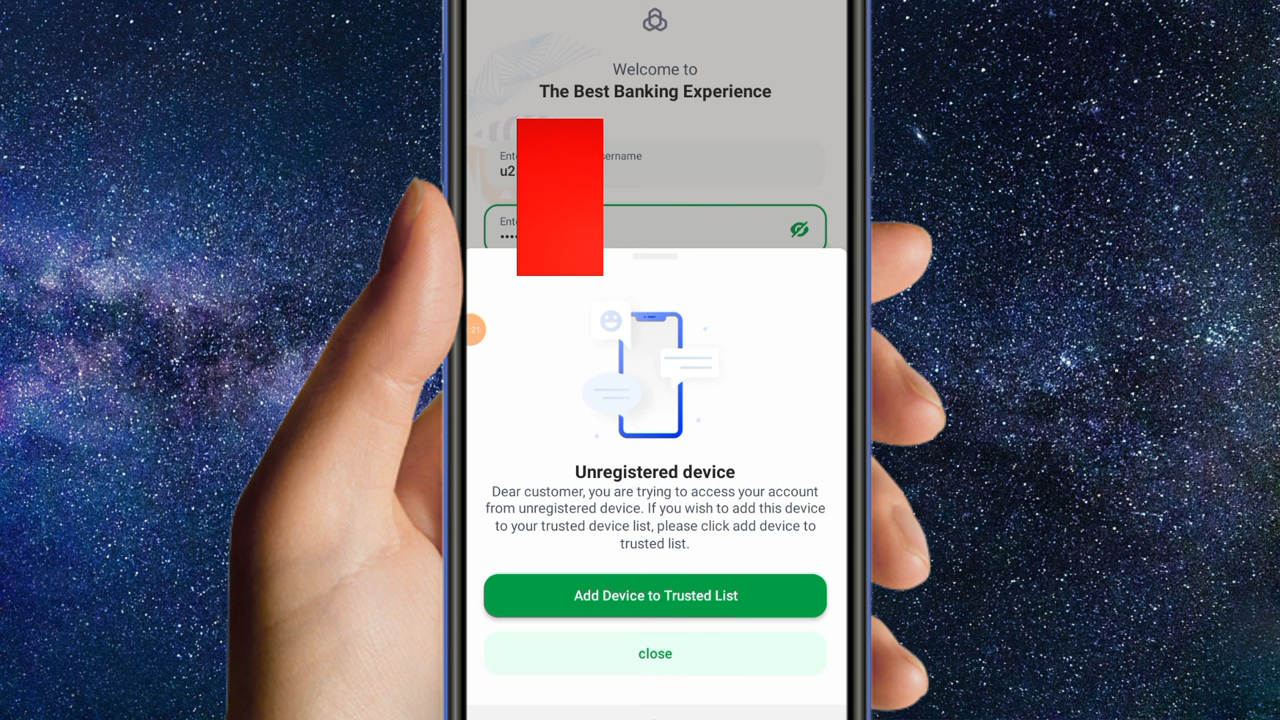 Welcome to
The Best Banking Experience
sername
u2
Unregistered device
Dear customer, you are trying to access your account
from unregistered device. If you wish to add this device
to your trusted device list, please click add device to
trusted list.
Add Device to Trusted List
close